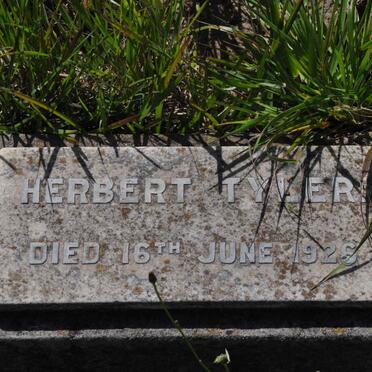 HERBERT TYLER.
DIED 16TH JUNE 1926